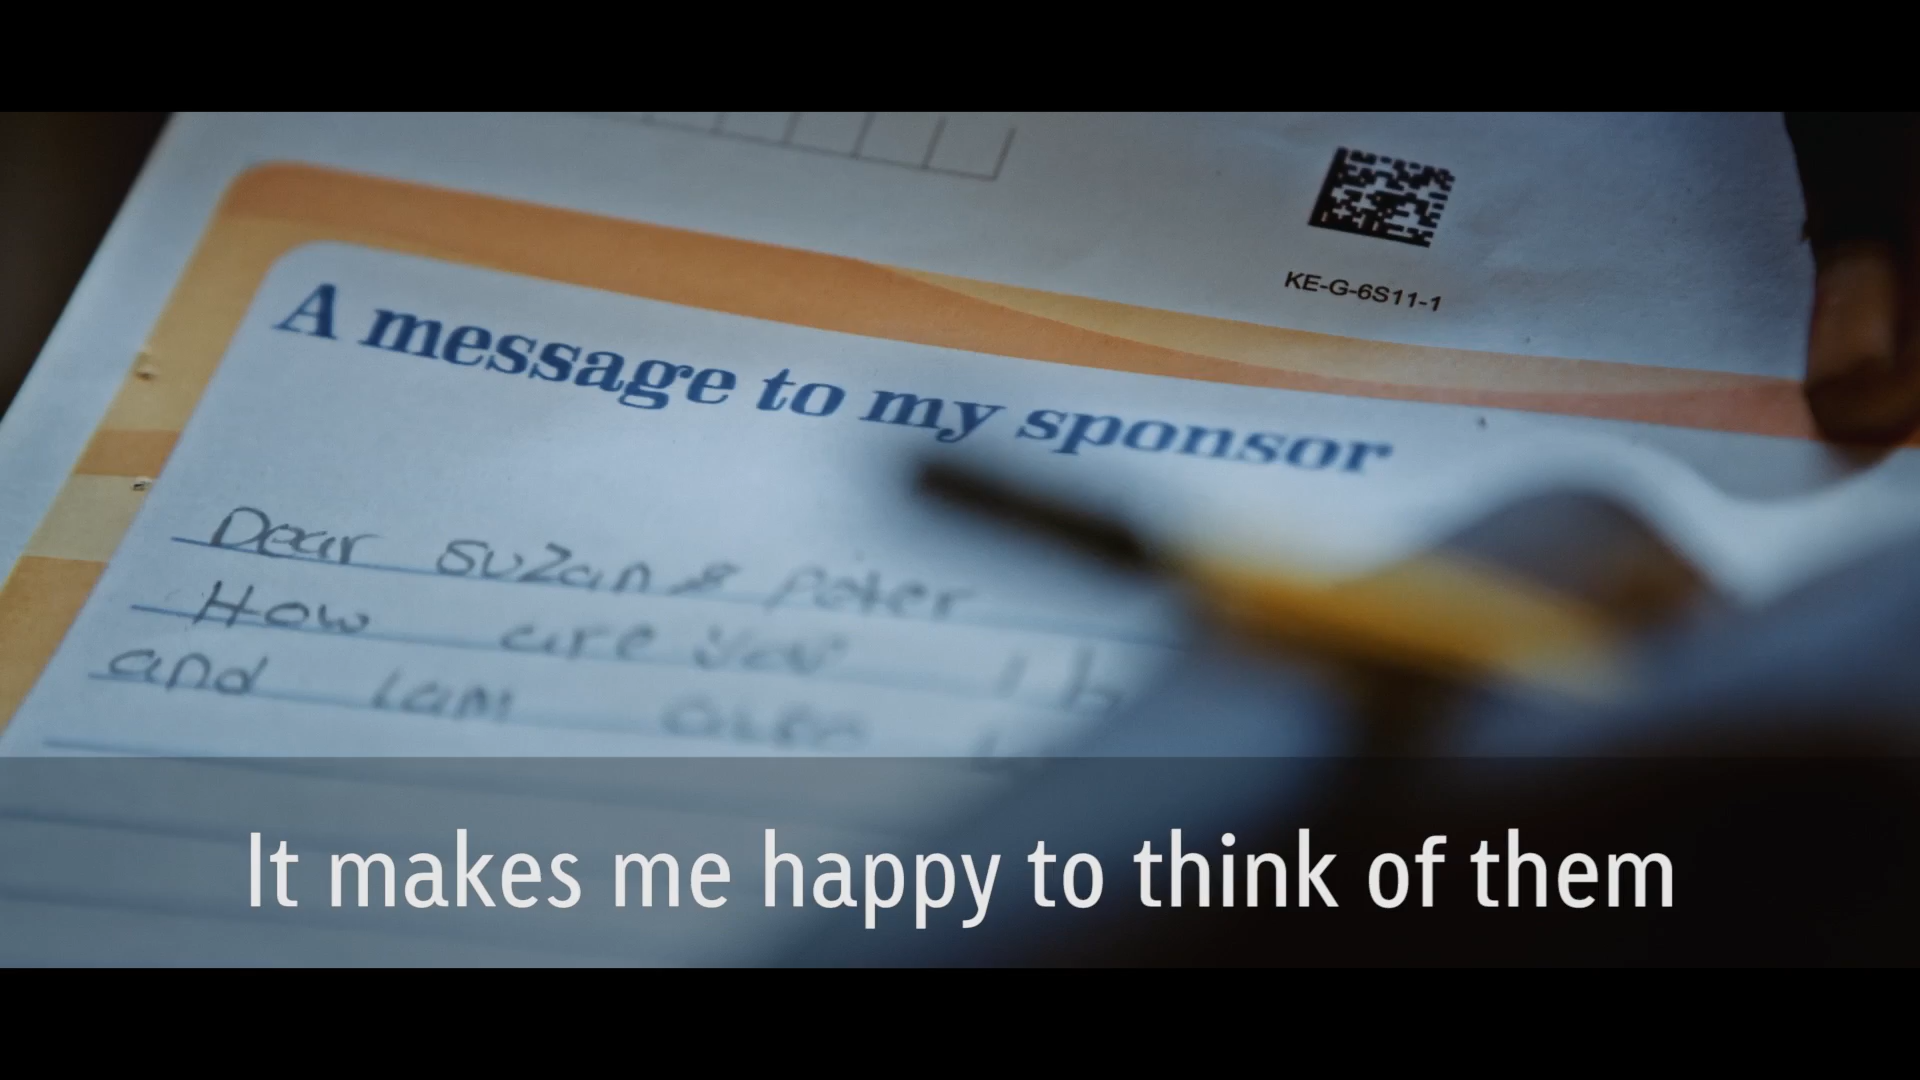 KE-G-6S11-1
A message to my sponsor
Dear suzan & peter
How are you I
and Iam
It makes me happy to think of them